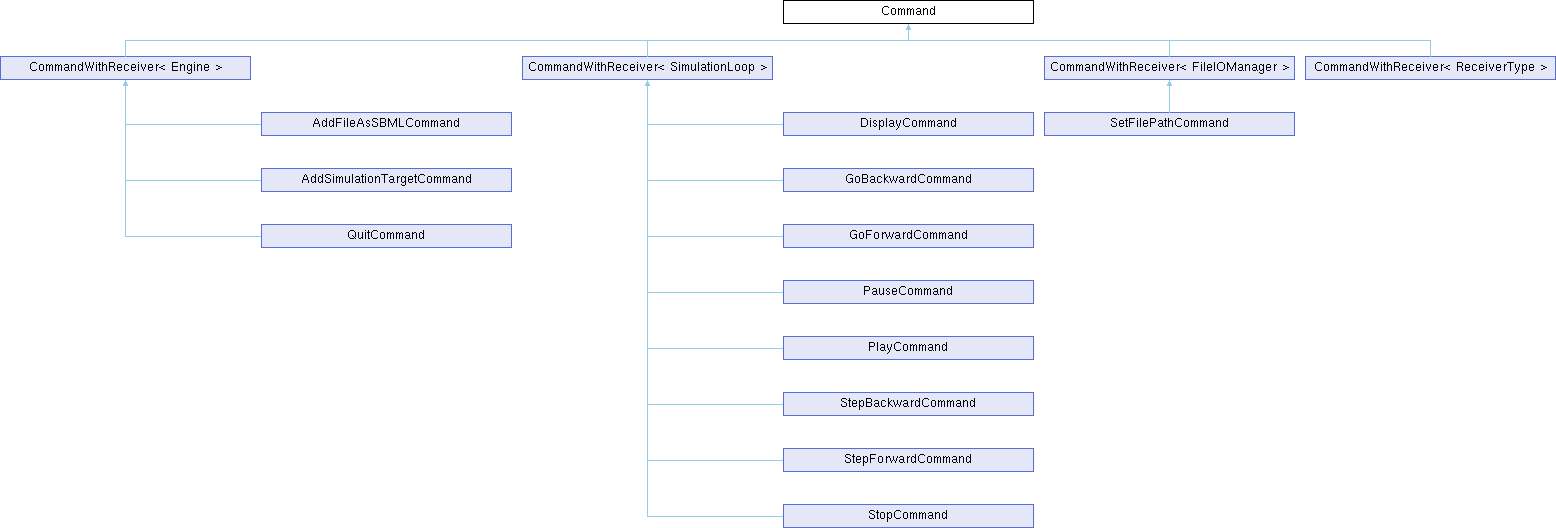 Command
CommandWithReceiver< Engine >
CommandWithReceiver< SimulationLoop >
CommandWithReceiver< FileIOManager >
CommandWithReceiver< ReceiverType >
AddFileAsSBMLCommand
DisplayCommand
SetFilePathCommand
AddSimulationTargetCommand
GoBackwardCommand
QuitCommand
GoForwardCommand
PauseCommand
PlayCommand
StepBackwardCommand
StepForwardCommand
StopCommand